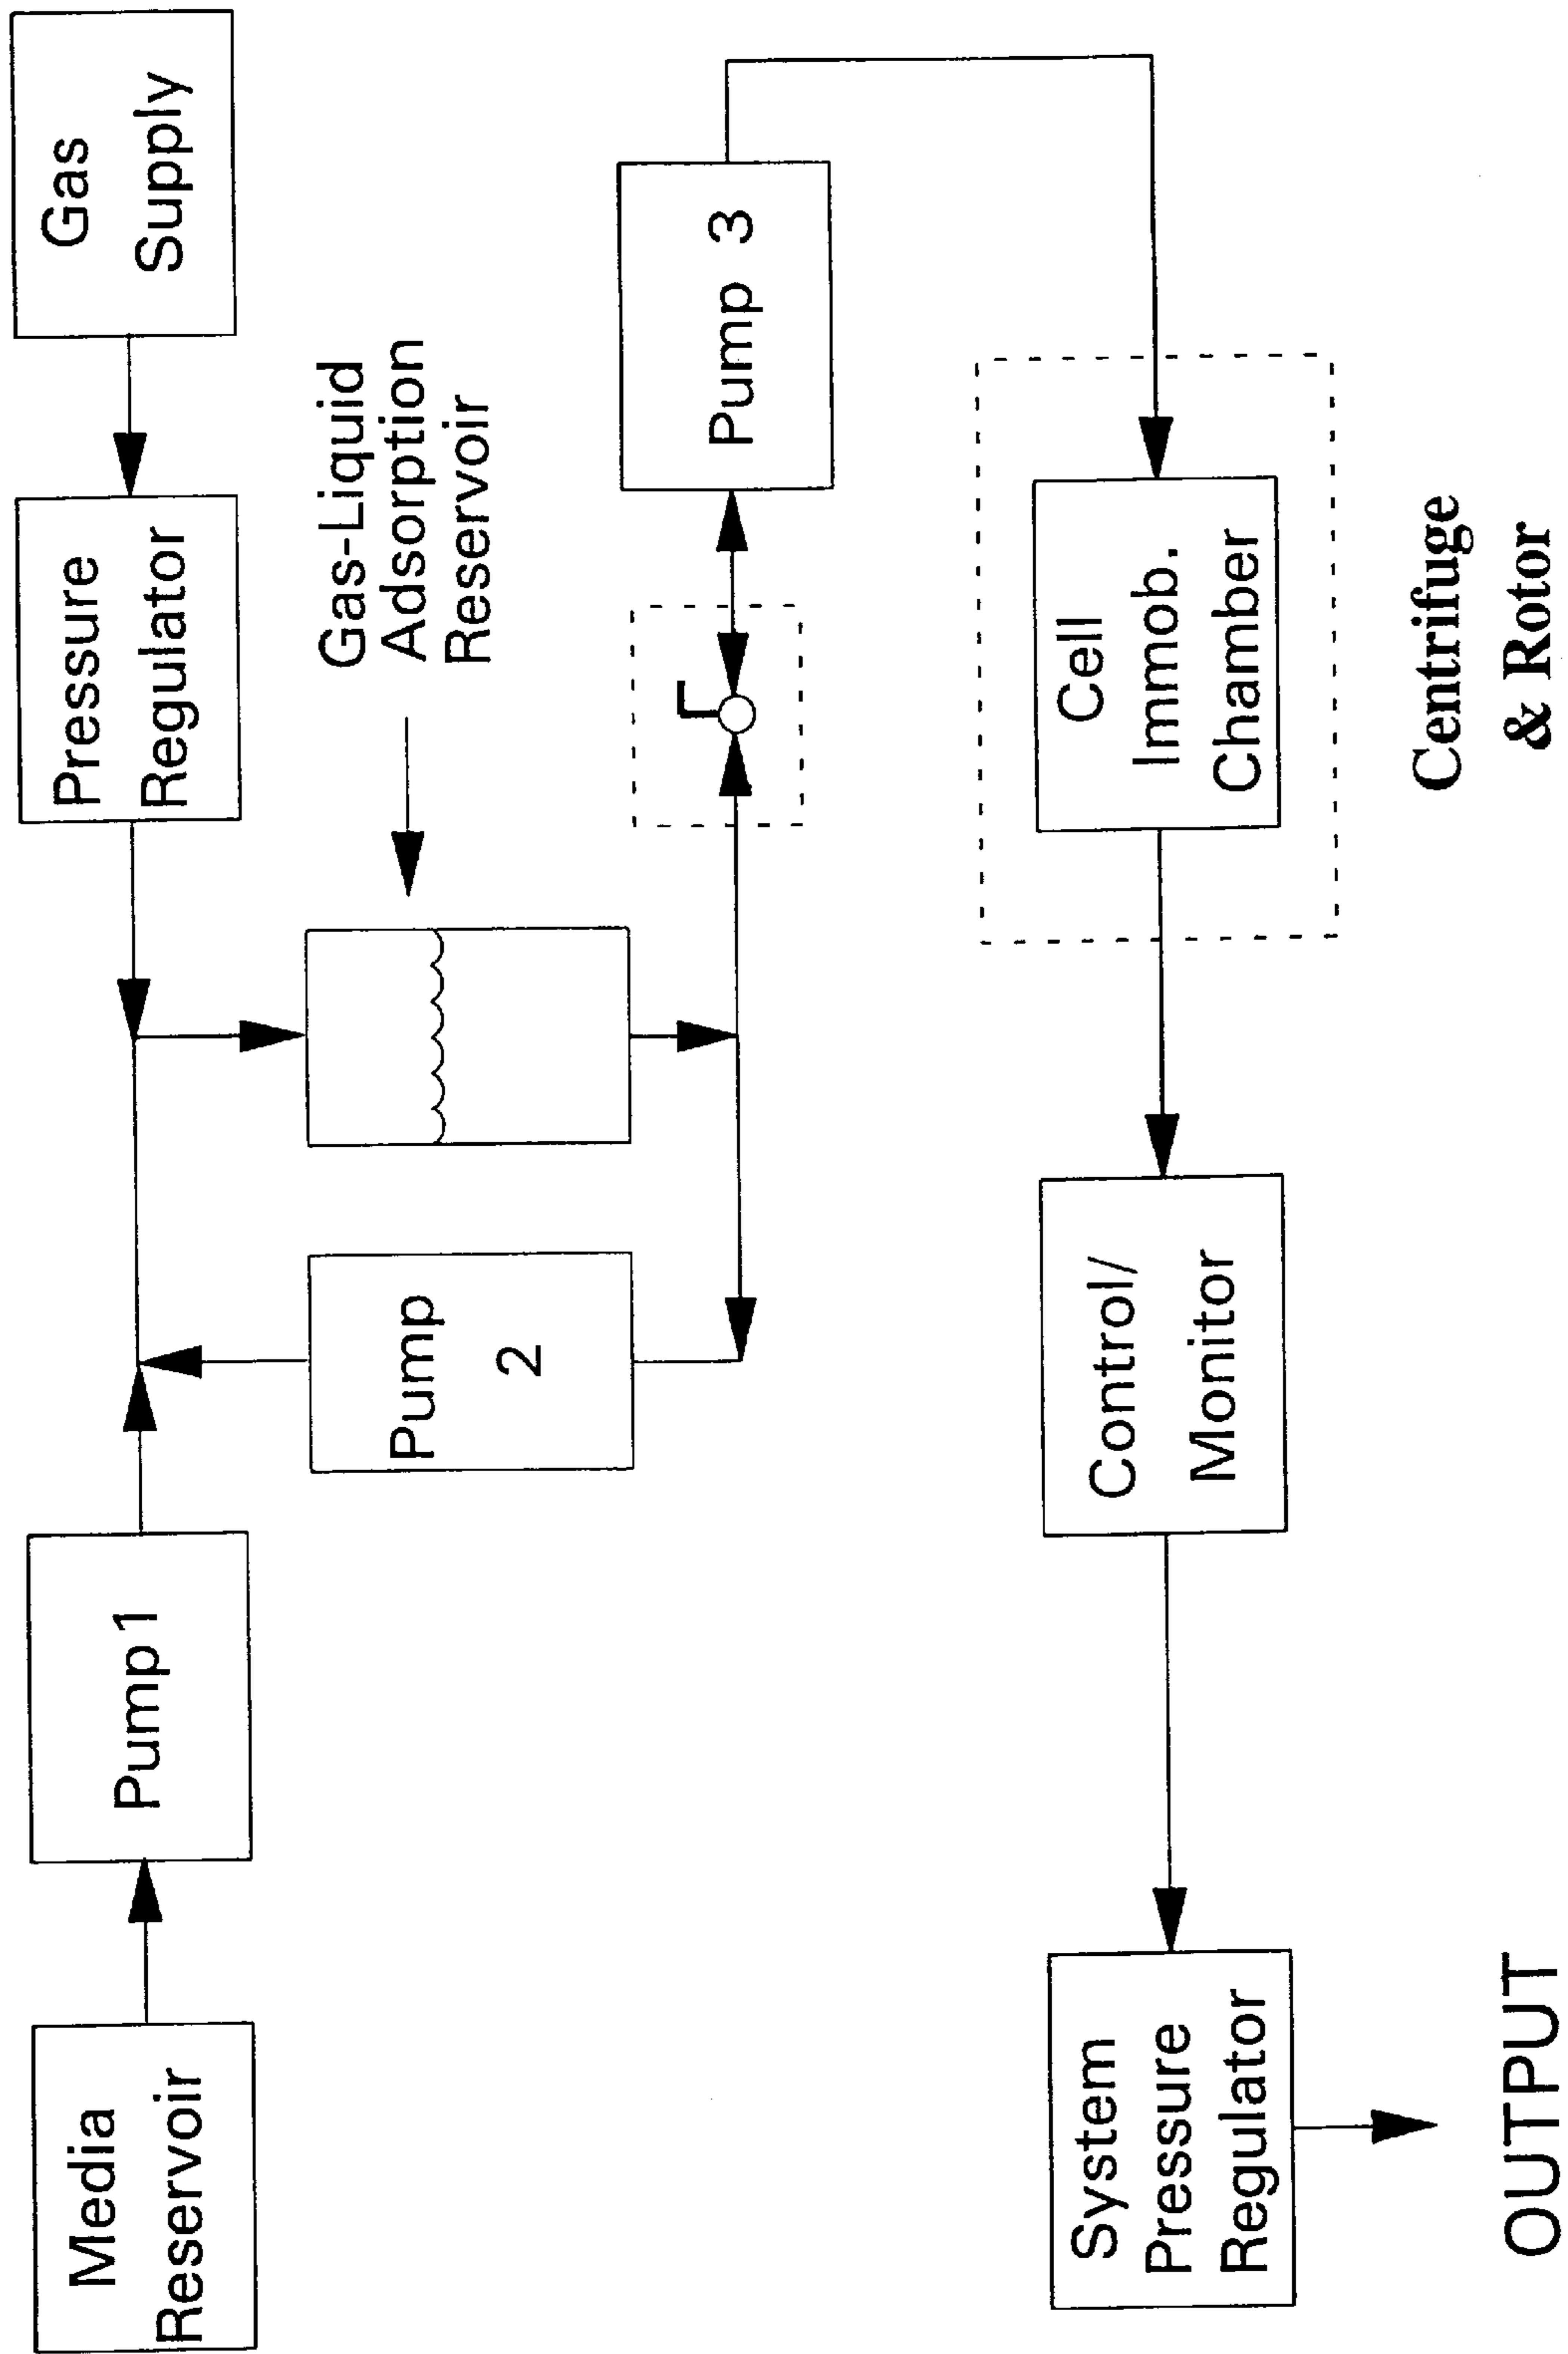 Media
Reservoir
Pump1
Pump
2
Pressure
Regulator
Gas
Supply
Gas-Liquid
Adsorption
Reservoir
Pump 3
System
Pressure
Regulator
Control/
Monitor
Cell
Immob.
Chamber
OUTPUT
Centrifuge
& Rotor